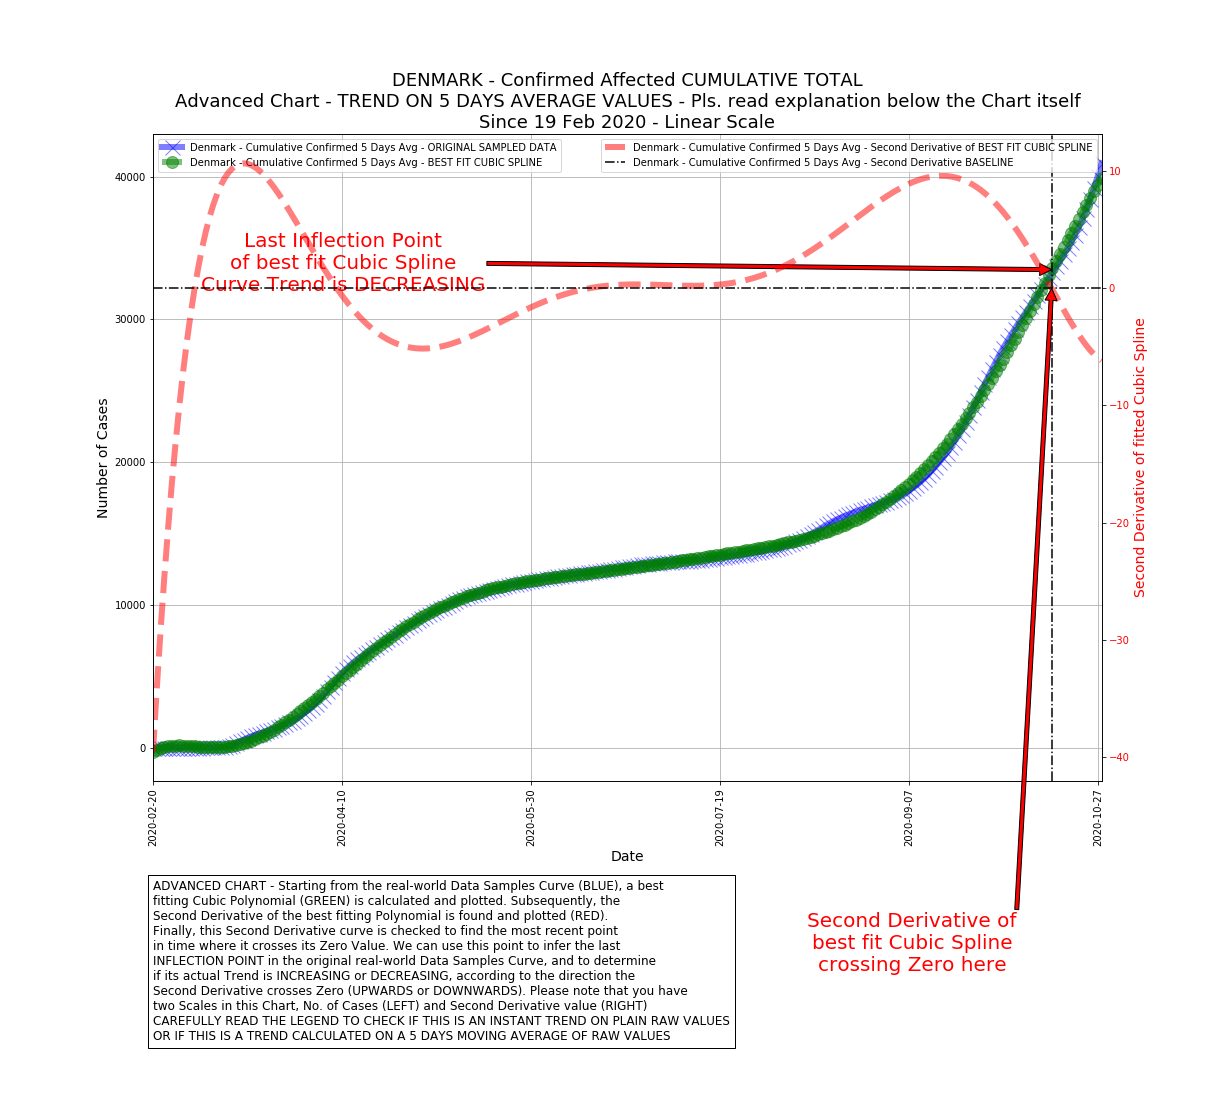 DENMARK - Confirmed Affected CUMULATIVE TOTAL
Advanced Chart - TREND ON 5 DAYS AVERAGE VALUES - Pls. read explanation below the Chart itself
Since 19 Feb 2020 - Linear Scale
Denmark - Cumulative Confirmed 5 Days Avg - ORIGINAL SAMPLED DATA
Denmark - Cumulative Confirmed 5 Days Avg - BEST FIT CUBIC SPLINE
Denmark - Cumulative Confirmed 5 Days Avg - Second Derivative of BEST FIT CUBIC SPLINE
Denmark - Cumulative Confirmed 5 Days Avg - Second Derivative BASELINE
Last Inflection Point
of best fit Cubic Spline
Curve Trend is DECREASING
Number of Cases
40000
30000
20000
10000
0
10
0
−10
−20
−30
−40
Second Derivative of fitted Cubic Spline
2020-02-20
2020-04-10
2020-05-30
2020-07-19
2020-09-07
2020-10-27
Date
ADVANCED CHART - Starting from the real-world Data Samples Curve (BLUE), a best
fitting Cubic Polynomial (GREEN) is calculated and plotted. Subsequently, the
Second Derivative of the best fitting Polynomial is found and plotted (RED).
Finally, this Second Derivative curve is checked to find the most recent point
in time where it crosses its Zero Value. We can use this point to infer the last
INFLECTION POINT in the original real-world Data Samples Curve, and to determine
if its actual Trend is INCREASING or DECREASING, according to the direction the
Second Derivative crosses Zero (UPWARDS or DOWNWARDS). Please note that you have
two Scales in this Chart, No. of Cases (LEFT) and Second Derivative value (RIGHT)
CAREFULLY READ THE LEGEND TO CHECK IF THIS IS AN INSTANT TREND ON PLAIN RAW VALUES
OR IF THIS IS A TREND CALCULATED ON A 5 DAYS MOVING AVERAGE OF RAW VALUES
Second Derivative of
best fit Cubic Spline
crossing Zero here